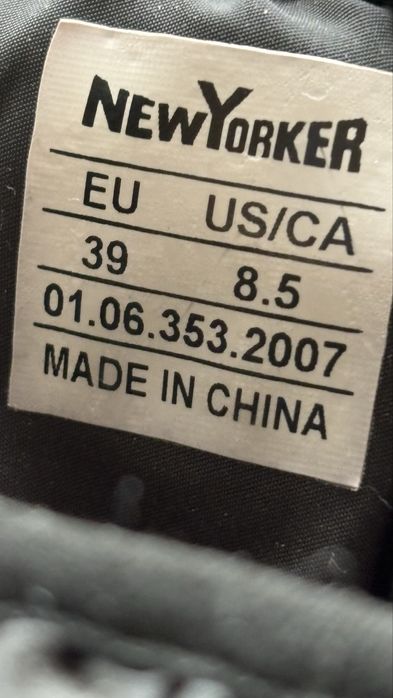 NEWYORKER
EU US/CA
39 8.5
01.06.353.2007
MADE IN CHINA